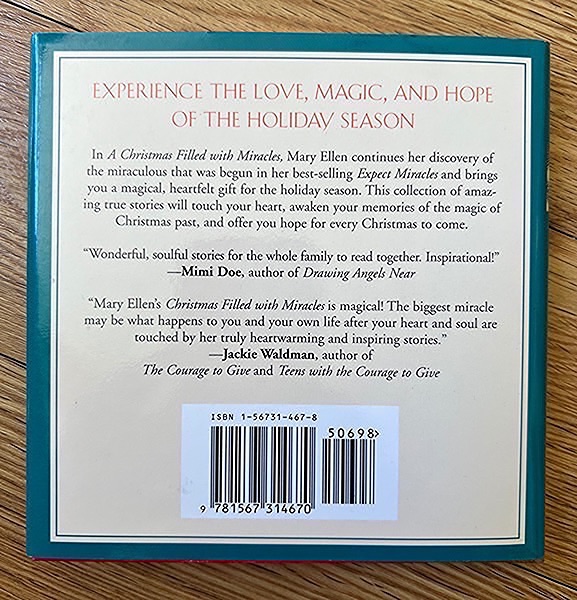 EXPERIENCE THE LOVE, MAGIC, AND HOPE
OF THE HOLIDAY SEASON
In A Christmas Filled with Miracles, Mary Ellen continues her discovery of
the miraculous that was begun in her best-selling Expect Miracles and brings
you a magical, heartfelt gift for the holiday season. This collection of amaz-
ing true stories will touch your heart, awaken your memories of the magic of
Christmas past, and offer you hope for every Christmas to come.
“Wonderful, soulful stories for the whole family to read together. Inspirational!”
—Mimi Doe, author of Drawing Angels Near
“Mary Ellen’s Christmas Filled with Miracles is magical! The biggest miracle
may be what happens to you and your own life after your heart and soul are
touched by her truly heartwarming and inspiring stories.”
—Jackie Waldman, author of
The Courage to Give and Teens with the Courage to Give
ISBN 1-56731-467-8
50698>
9 781567 314670